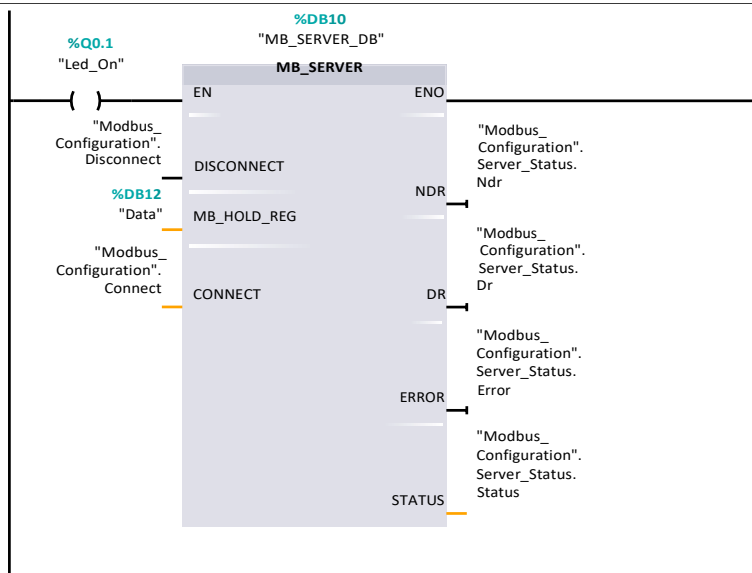 %DB10
"MB_SERVER_DB"
%Q0.1
"Led_On"
MB_SERVER
EN
ENO
"Modbus_
Configuration".
Disconnect
DISCONNECT
"Modbus_
Configuration".
Server_Status.
Ndr
NDR
%DB12
"Data"
MB_HOLD_REG
"Modbus_
Configuration".
Server_Status.
Dr
DR
"Modbus_
Configuration".
Connect
CONNECT
"Modbus_
Configuration".
Server_Status.
Error
ERROR
"Modbus_
Configuration".
Server_Status.
Status
STATUS